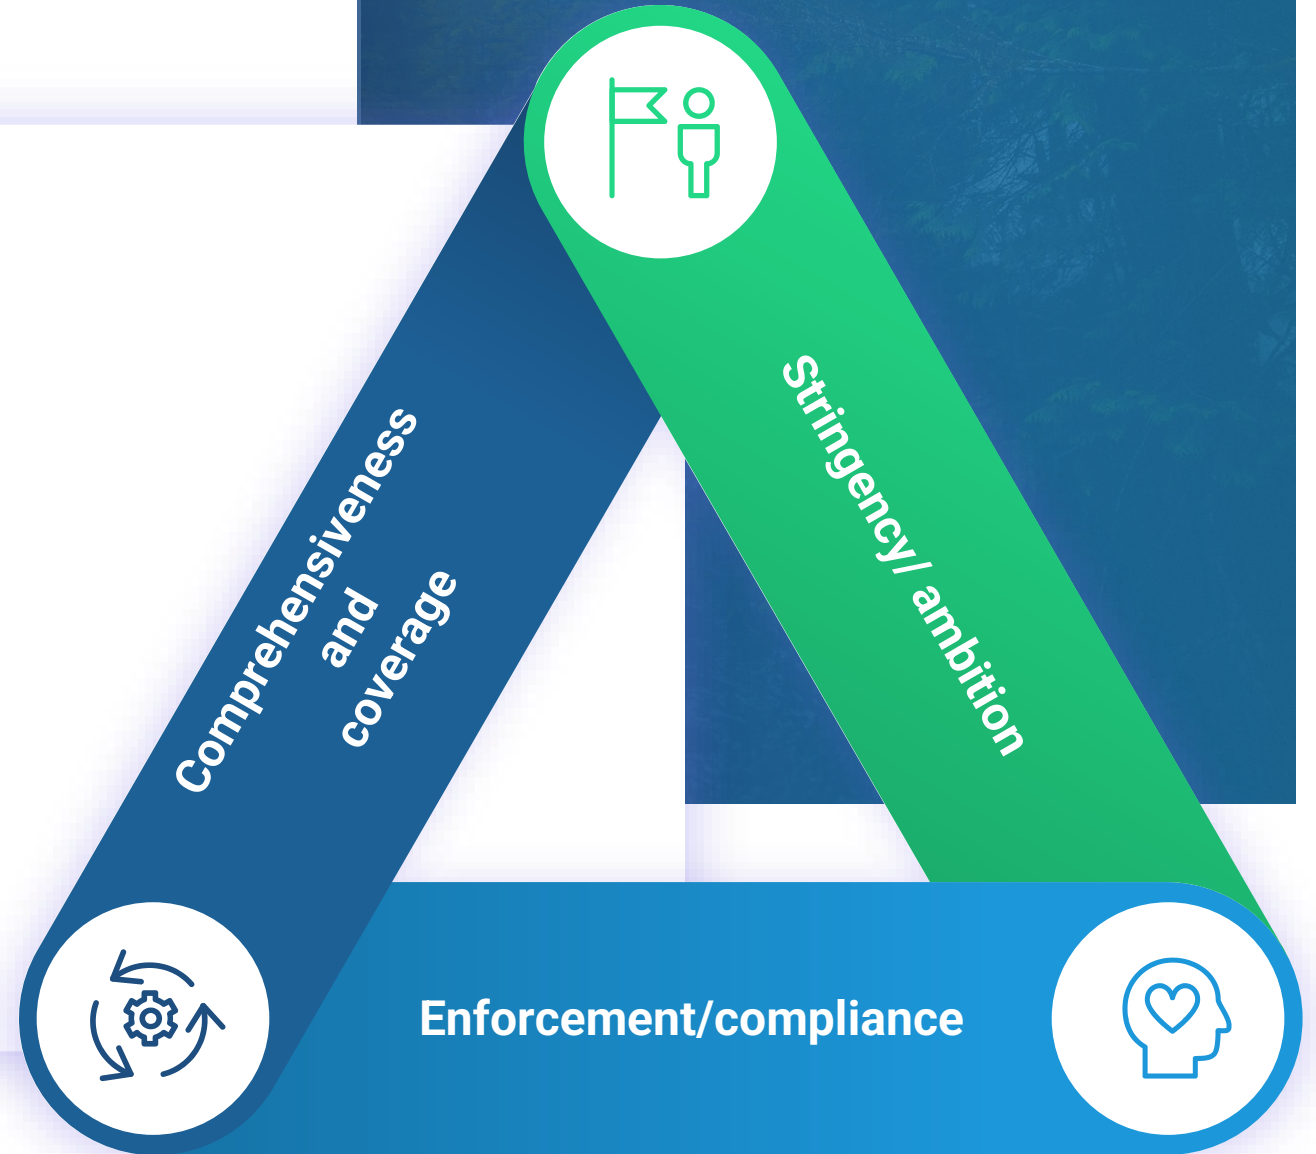 Comprehensiveness
and
coverage
Stringency/ ambition
Enforcement/compliance